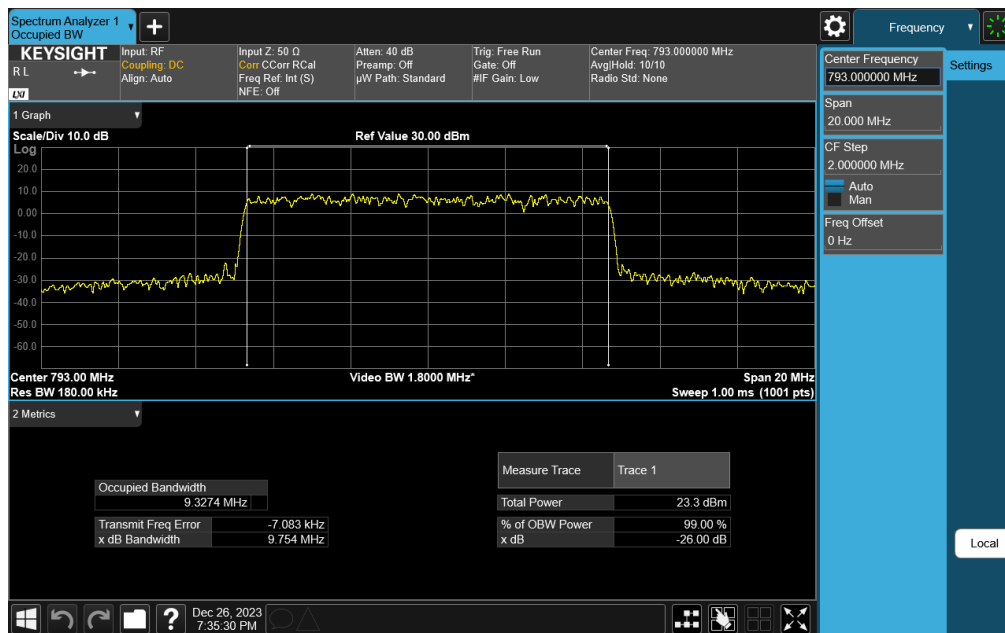 Spectrum Analyzer 1
Occupied BW
Frequency
KEYSIGHT
R L
LXI
Input: RF
Coupling: DC
Align: Auto
Input Z: 50 Ω
Corr CCorr RCal
Freq Ref: Int (S)
NFE: Off
Atten: 40 dB
Preamp: Off
µW Path: Standard
Trig: Free Run
Gate: Off
#IF Gain: Low
Center Freq: 793.000000 MHz
Avg|Hold: 10/10
Radio Std: None
Center Frequency
793.000000 MHz
Settings
Span
20.000 MHz
CF Step
2.000000 MHz
Auto
Man
Freq Offset
0 Hz
1 Graph
Scale/Div 10.0 dB
Ref Value 30.00 dBm
Log
20.0
10.0
0.00
-10.0
-20.0
-30.0
-40.0
-50.0
-60.0
Center 793.00 MHz
Video BW 1.8000 MHz*
Span 20 MHz
Res BW 180.00 kHz
Sweep 1.00 ms (1001 pts)
2 Metrics
Measure Trace Trace 1
Occupied Bandwidth
9.3274 MHz
Total Power 23.3 dBm
Transmit Freq Error -7.083 kHz
% of OBW Power 99.00 %
x dB Bandwidth 9.754 MHz
x dB -26.00 dB
Local
?
Dec 26, 2023
7:35:30 PM